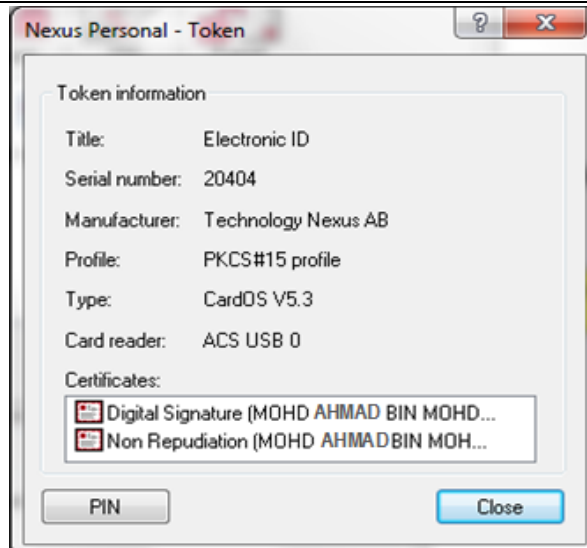 Nexus Personal - Token
Token information
Title: Electronic ID
Serial number: 20404
Manufacturer: Technology Nexus AB
Profile: PKCS#15 profile
Type: CardOS V5.3
Card reader: ACS USB 0
Certificates:
Digital Signature (MOHD AHMAD BIN MOHD...
Non Repudiation (MOHD AHMAD BIN MOH...
PIN Close